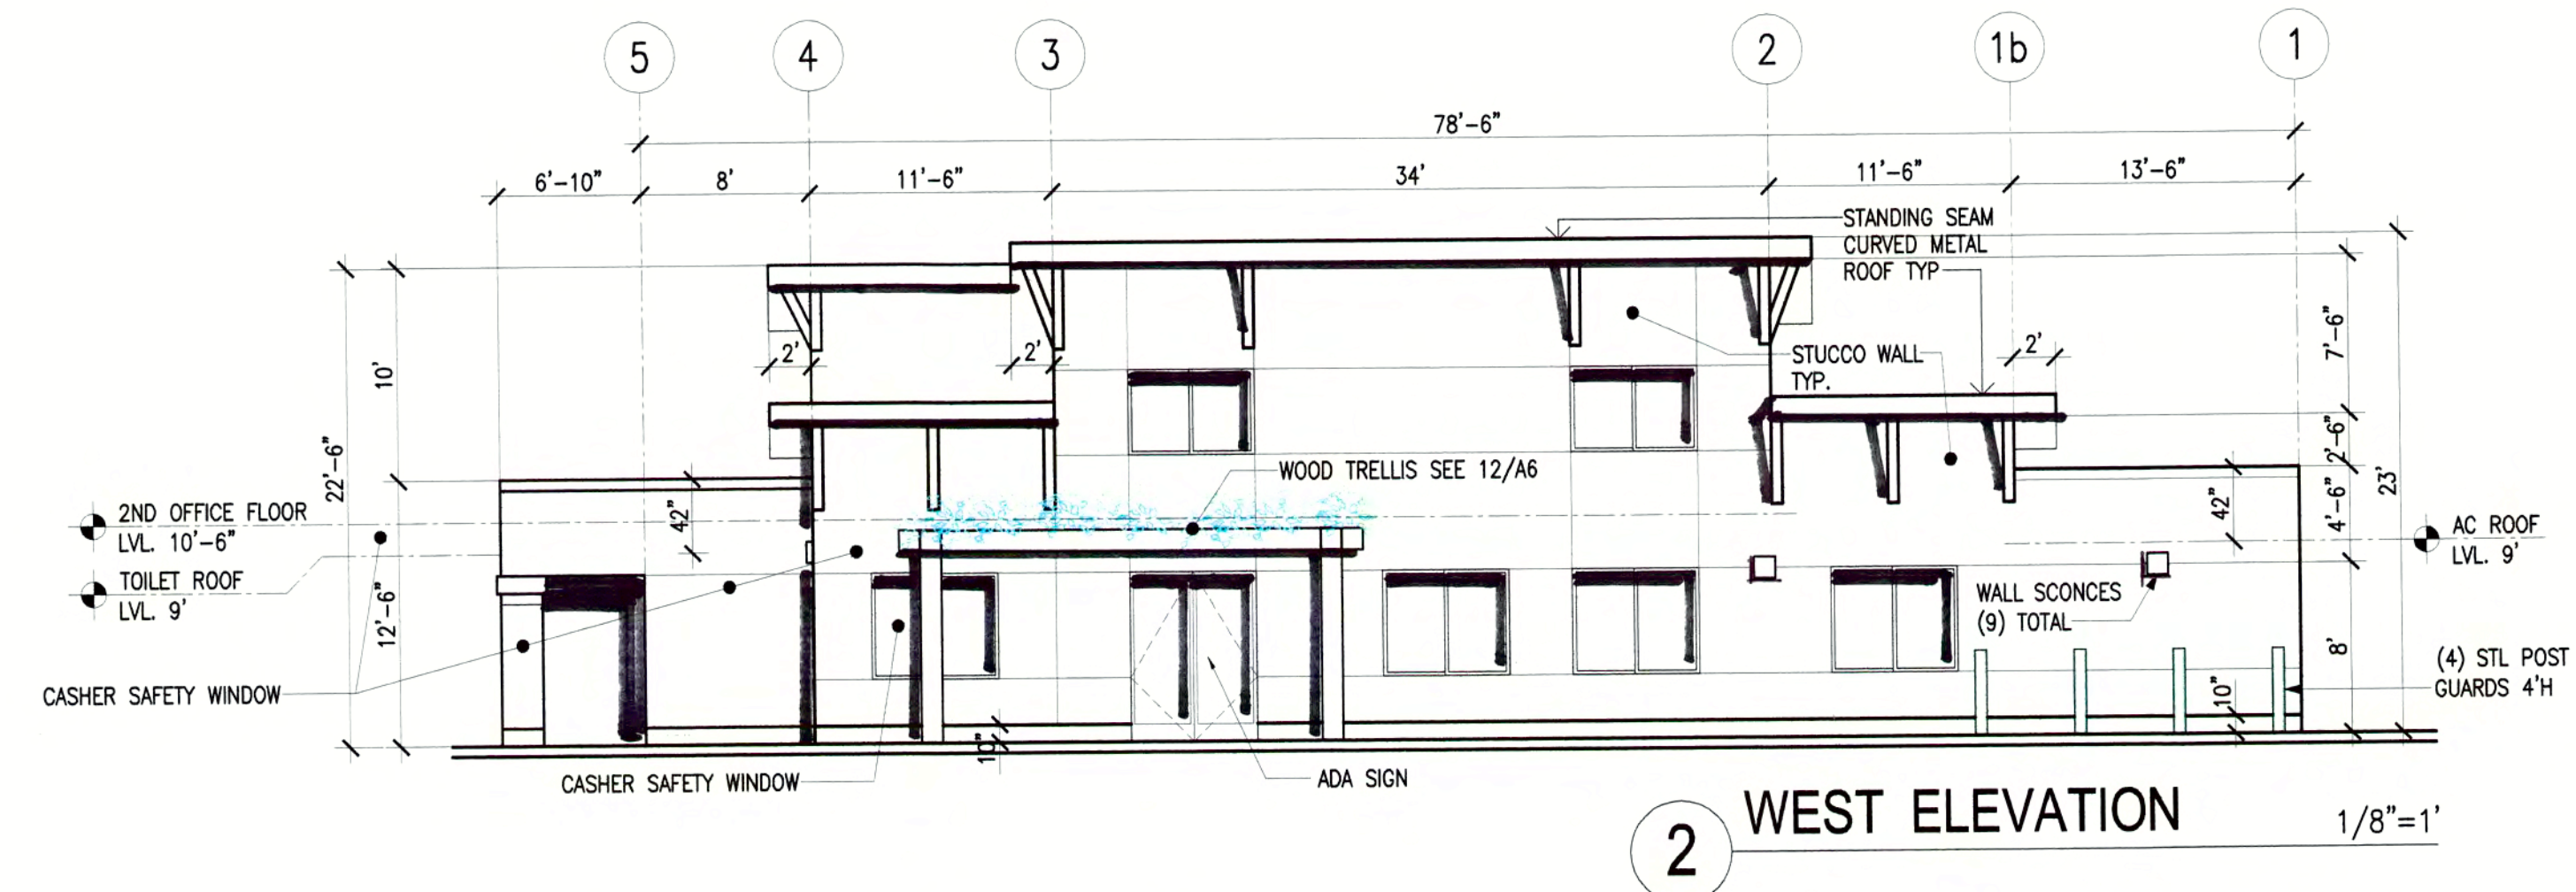 5
4
3
2
1b
1
78'-6"
6'-10"
8'
11'-6"
34'
11'-6"
13'-6"
STANDING SEAM
CURVED METAL
ROOF TYP
2'
2'
STUCCO WALL
TYP.
2'
10'
22'-6"
12'-6"
42"
7'-6"
2'-6"
23'
4'-6"
42"
8'
10"
WOOD TRELLIS SEE 12/A6
2ND OFFICE FLOOR
LVL. 10'-6"
TOILET ROOF
LVL. 9'
AC ROOF
LVL. 9'
WALL SCONCES
(9) TOTAL
(4) STL POST
GUARDS 4'H
CASHER SAFETY WINDOW
10"
CASHER SAFETY WINDOW
ADA SIGN
2
WEST ELEVATION
1/8"=1'